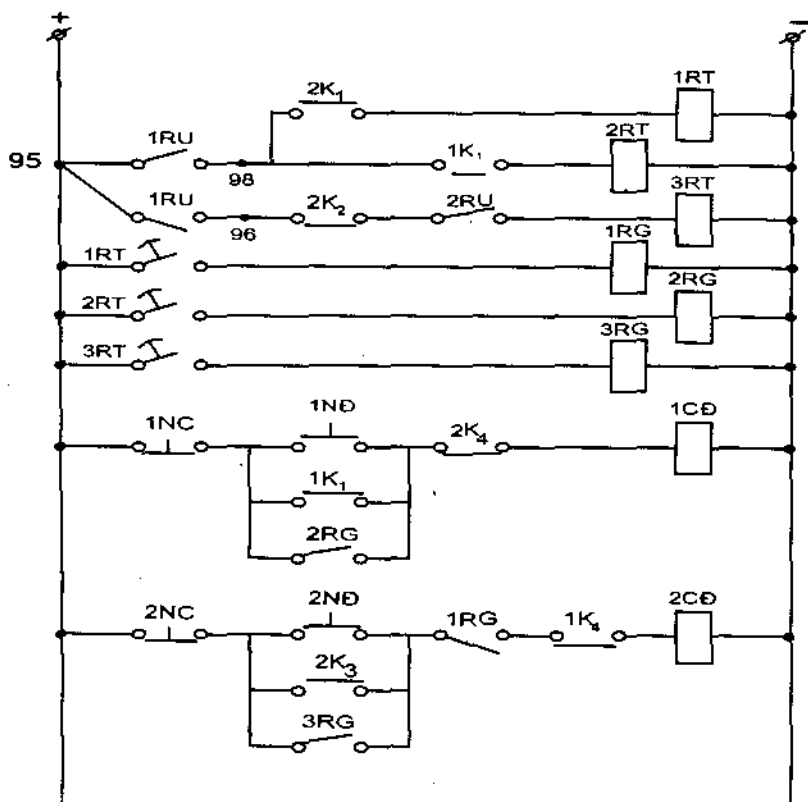 + −
2K₁ 1RT
95 1RU 98 1K₁ 2RT
1RU 96 2K₂ 2RU 3RT
1RT 1RG
2RT 2RG
3RT 3RG
1NC 1NĐ 2K₄ 1CĐ
1K₁
2RG
2NC 2NĐ 1RG 1K₄ 2CĐ
2K₃
3RG